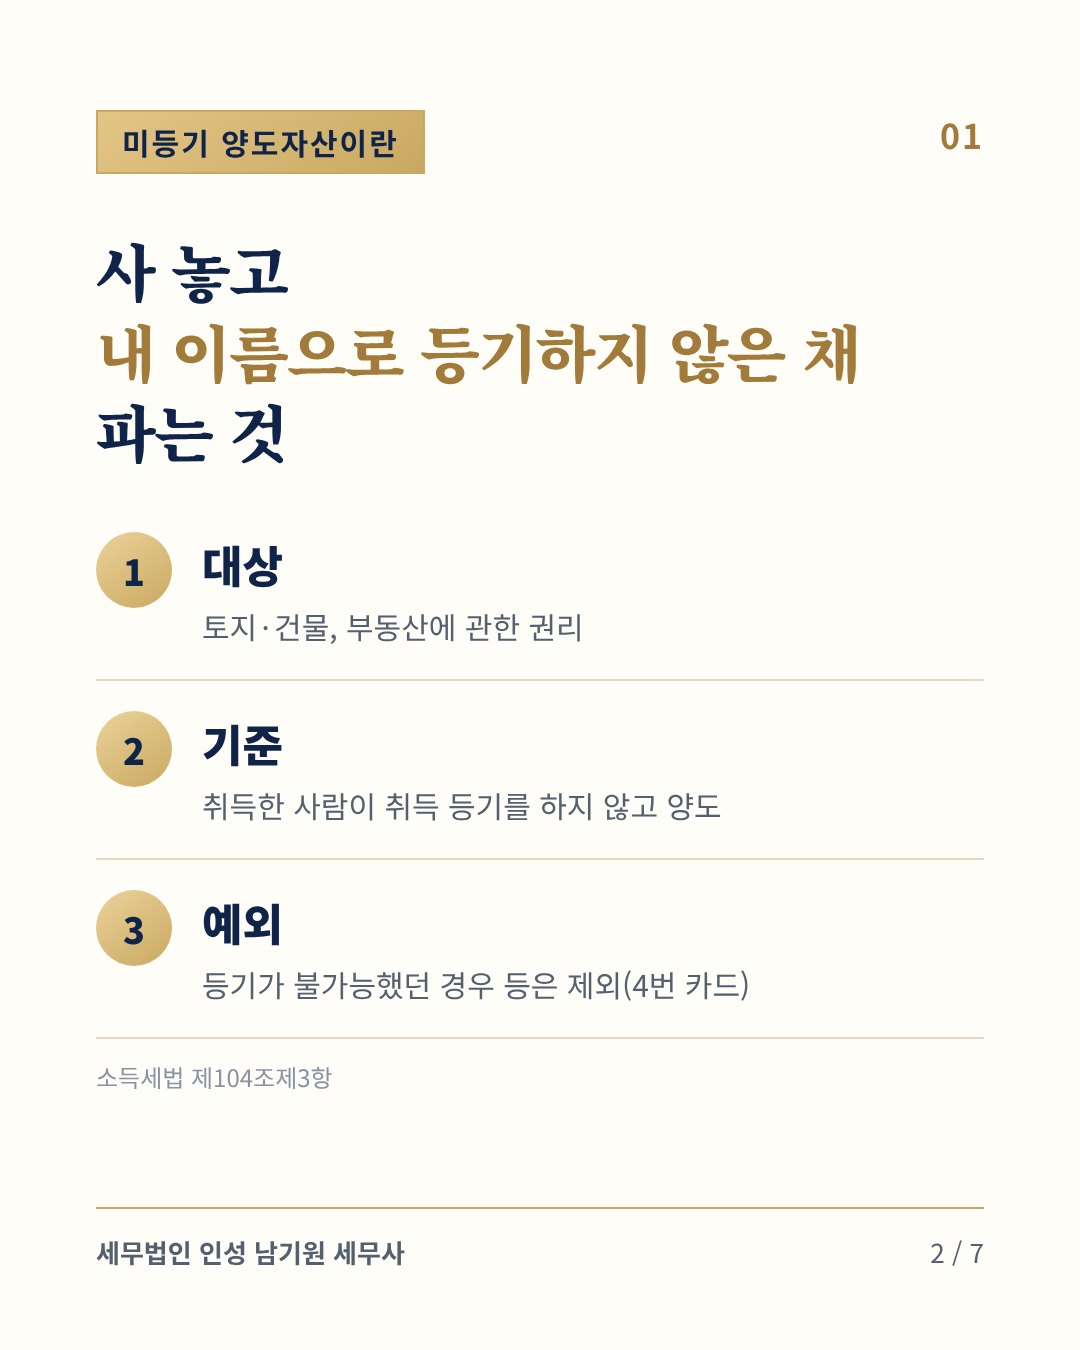 미등기 양도자산이란
01
사 놓고
내 이름으로 등기하지 않은 채
파는 것
1
대상
토지·건물, 부동산에 관한 권리
2
기준
취득한 사람이 취득 등기를 하지 않고 양도
3
예외
등기가 불가능했던 경우 등은 제외(4번 카드)
소득세법 제104조제3항
세무법인 인성 남기원 세무사
2 / 7